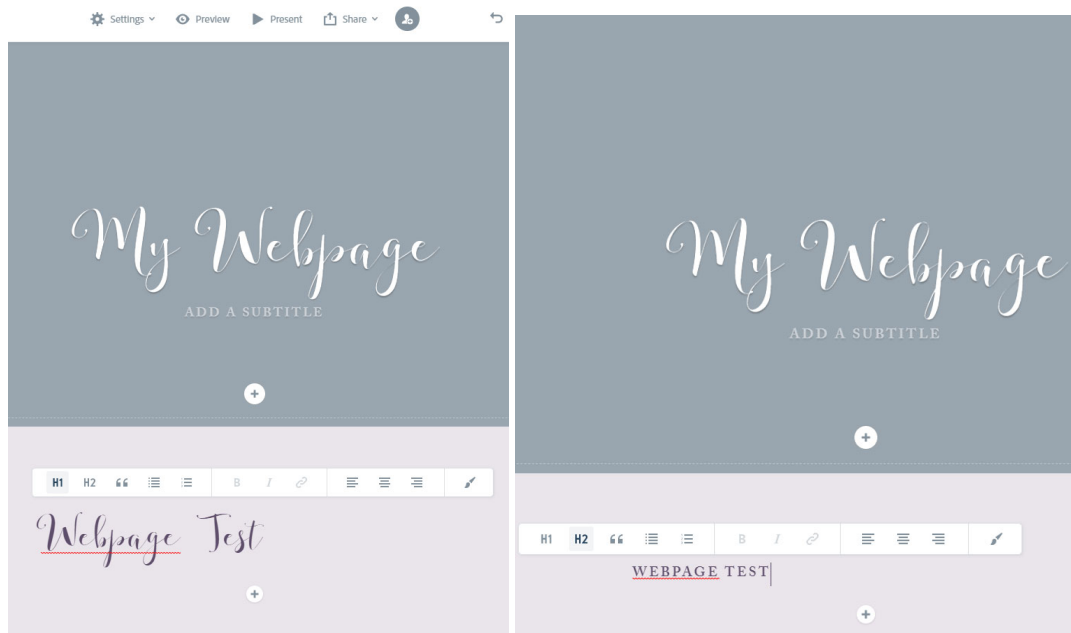 Settings Preview Present Share
My Webpage
ADD A SUBTITLE
H1 H2 B I
Webpage Test
My Webpage
ADD A SUBTITLE
H1 H2 B I
WEBPAGE TEST